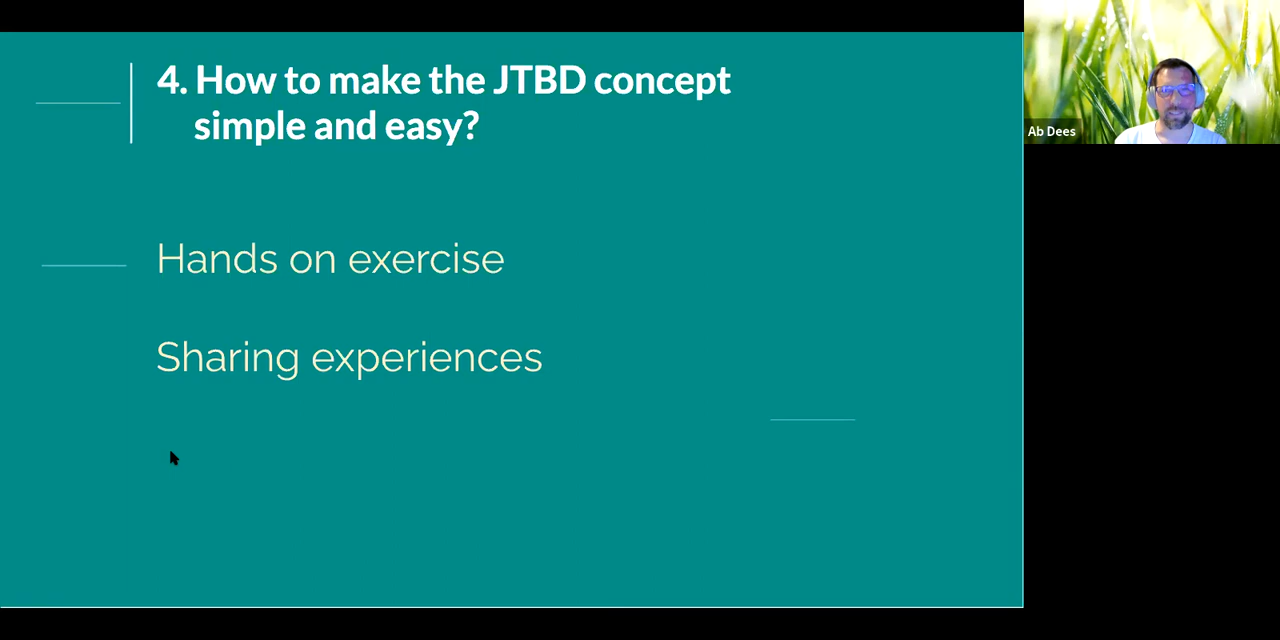 4. How to make the JTBD concept
simple and easy?
Hands on exercise
Sharing experiences
Ab Dees